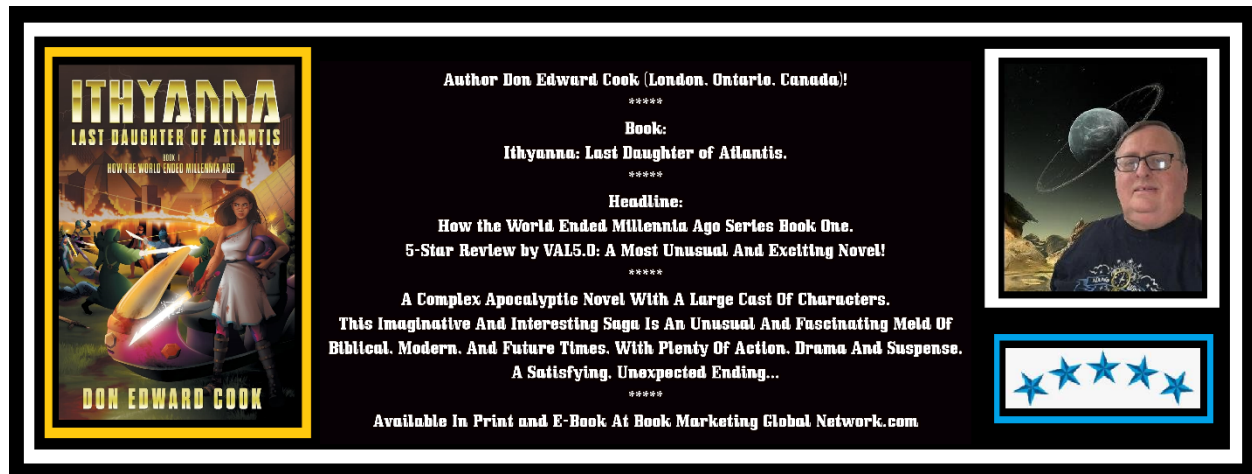 ITHYANNA
LAST DAUGHTER OF ATLANTIS
BOOK 1
HOW THE WORLD ENDED MILLENNIA AGO
DON EDWARD COOK
Author Don Edward Cook (London. Ontario. Canada)!
*****
Book:
Ithyanna: Last Daughter of Atlantis.
*****
Headline:
How the World Ended Millennia Ago Series Book One.
5-Star Review by VAL5.0: A Most Unusual And Exciting Novel!
*****
A Complex Apocalyptic Novel With A Large Cast Of Characters.
This Imaginative And Interesting Saga Is An Unusual And Fascinating Meld Of
Biblical. Modern. And Future Times. With Plenty Of Action. Drama And Suspense.
A Satisfying. Unexpected Ending...
*****
Available In Print and E-Book At Book Marketing Global Network.com